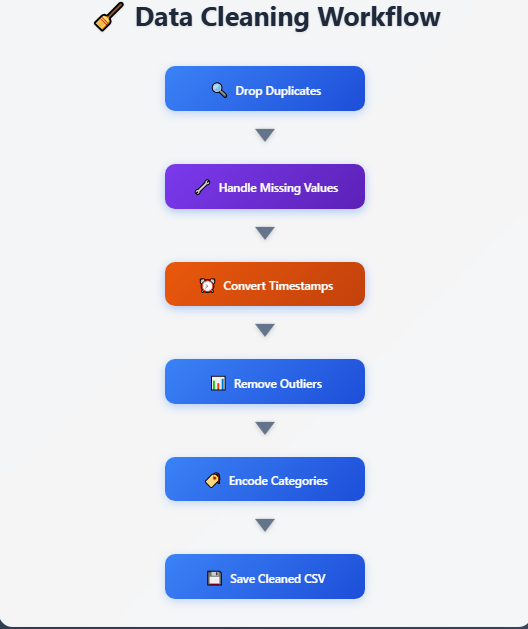 Data Cleaning Workflow
Drop Duplicates
Handle Missing Values
Convert Timestamps
Remove Outliers
Encode Categories
Save Cleaned CSV